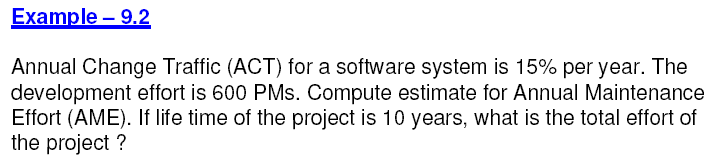 Example – 9.2
Annual Change Traffic (ACT) for a software system is 15% per year. The
development effort is 600 PMs. Compute estimate for Annual Maintenance
Effort (AME). If life time of the project is 10 years, what is the total effort of
the project ?